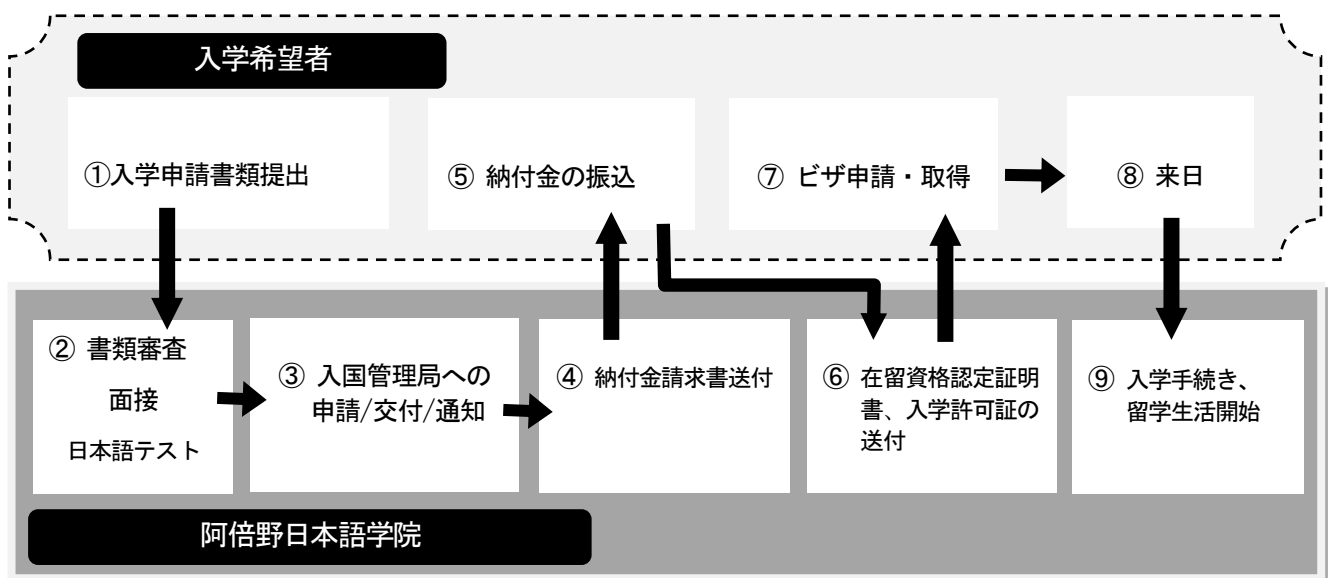 入学希望者
①入学申請書類提出
⑤ 納付金の振込
⑦ ビザ申請・取得
⑧ 来日
② 書類審査
面接
日本語テスト
③ 入国管理局への
申請/交付/通知
④ 納付金請求書送付
⑥ 在留資格認定証明
書、入学許可証の
送付
⑨ 入学手続き、
留学生活開始
阿倍野日本語学院